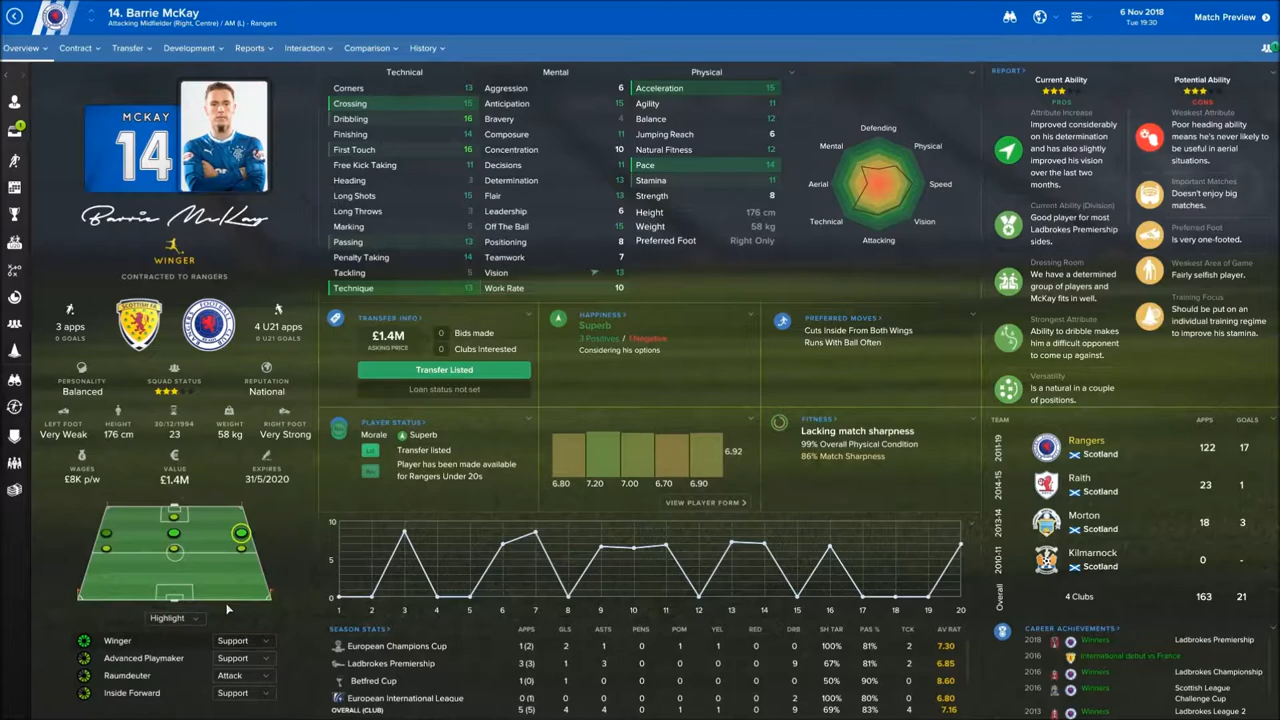 14. Barrie McKay
Attacking Midfielder (Right, Centre) / AM (L) - Rangers
6 Nov 2018
Tue 19:30
Match Preview
Overview
Contract
Transfer
Development
Reports
Interaction
Comparison
History
MCKAY
14
Barrie McKay
WINGER
CONTRACTED TO RANGERS
3 apps
0 GOALS
SCOTTISH F.A.
4 U21 apps
0 U21 GOALS
PERSONALITY
Balanced
SQUAD STATUS
REPUTATION
National
LEFT FOOT
Very Weak
HEIGHT
176 cm
30/12/1994
23
WEIGHT
58 kg
RIGHT FOOT
Very Strong
WAGES
£8K p/w
VALUE
£1.4M
EXPIRES
31/5/2020
Highlight
Winger Support
Advanced Playmaker Support
Raumdeuter Attack
Inside Forward Support
Technical
Corners 13
Crossing 15
Dribbling 16
Finishing 14
First Touch 16
Free Kick Taking 11
Heading 3
Long Shots 15
Long Throws 3
Marking 5
Passing 13
Penalty Taking 14
Tackling 5
Technique 13
Mental
Aggression 6
Anticipation 15
Bravery 4
Composure 11
Concentration 10
Decisions 11
Determination 13
Flair 13
Leadership 6
Off The Ball 15
Positioning 8
Teamwork 7
Vision 13
Work Rate 10
Physical
Acceleration 15
Agility 11
Balance 12
Jumping Reach 6
Natural Fitness 12
Pace 14
Stamina 11
Strength 8
Height 176 cm
Weight 58 kg
Preferred Foot Right Only
Defending
Physical
Speed
Vision
Attacking
Technical
Aerial
Mental
TRANSFER INFO
£1.4M
ASKING PRICE
0 Bids made
0 Clubs Interested
Transfer Listed
Loan status not set
HAPPINESS
Superb
3 Positives / 1 Negative
Considering his options
PREFERRED MOVES
Cuts Inside From Both Wings
Runs With Ball Often
PLAYER STATUS
Morale Superb
Lst Transfer listed
Player has been made available
for Rangers Under 20s
6.80 7.20 7.00 6.70 6.90
6.92
VIEW PLAYER FORM
FITNESS
Lacking match sharpness
99% Overall Physical Condition
86% Match Sharpness
10
5
0
1 2 3 4 5 6 7 8 9 10 11 12 13 14 15 16 17 18 19 20
SEASON STATS APPS GLS ASTS PENS POM YEL RED DRB SH TAR PAS % TCK AV RAT
European Champions Cup 1(2) 2 1 0 1 1 0 3 100% 81% 2 7.30
Ladbrokes Premiership 3 (3) 1 3 0 0 0 0 9 67% 81% 2 6.85
Betfred Cup 1(0) 1 0 0 0 0 0 5 50% 90% 0 8.60
European International League 0 (1) 0 0 0 0 0 0 2 100% 80% 0 6.80
OVERALL (CLUB) 5 (5) 4 4 0 1 1 0 9 69% 83% 4 7.16
REPORT
Current Ability
PROS
Attribute Increase
Improved considerably
on his determination
and has also slightly
improved his vision
over the last two
months.
Current Ability (Division)
Good player for most
Ladbrokes Premiership
sides.
Dressing Room
We have a determined
group of players and
McKay fits in well.
Strongest Attribute
Ability to dribble makes
him a difficult opponent
to come up against.
Versatility
Is a natural in a couple
of positions.
Potential Ability
CONS
Weakest Attribute
Poor heading ability
means he's never likely to
be useful in aerial
situations.
Important Matches
Doesn't enjoy big
matches.
Preferred Foot
Is very one-footed.
Weakest Area of Game
Fairly selfish player.
Training Focus
Should be put on an
individual training regime
to improve his stamina.
TEAM APPS GOALS
2011-19 Rangers Scotland 122 17
2014-15 Raith Scotland 23 1
2013-14 Morton Scotland 18 3
2010-11 Kilmarnock Scotland 0 -
Overall 4 Clubs 163 21
CAREER ACHIEVEMENTS
2018 Winners Ladbrokes Premiership
2016 International debut vs France
2016 Winners Ladbrokes Championship
2016 Winners Scottish League
Challenge Cup
2013 Winners Ladbrokes League 2